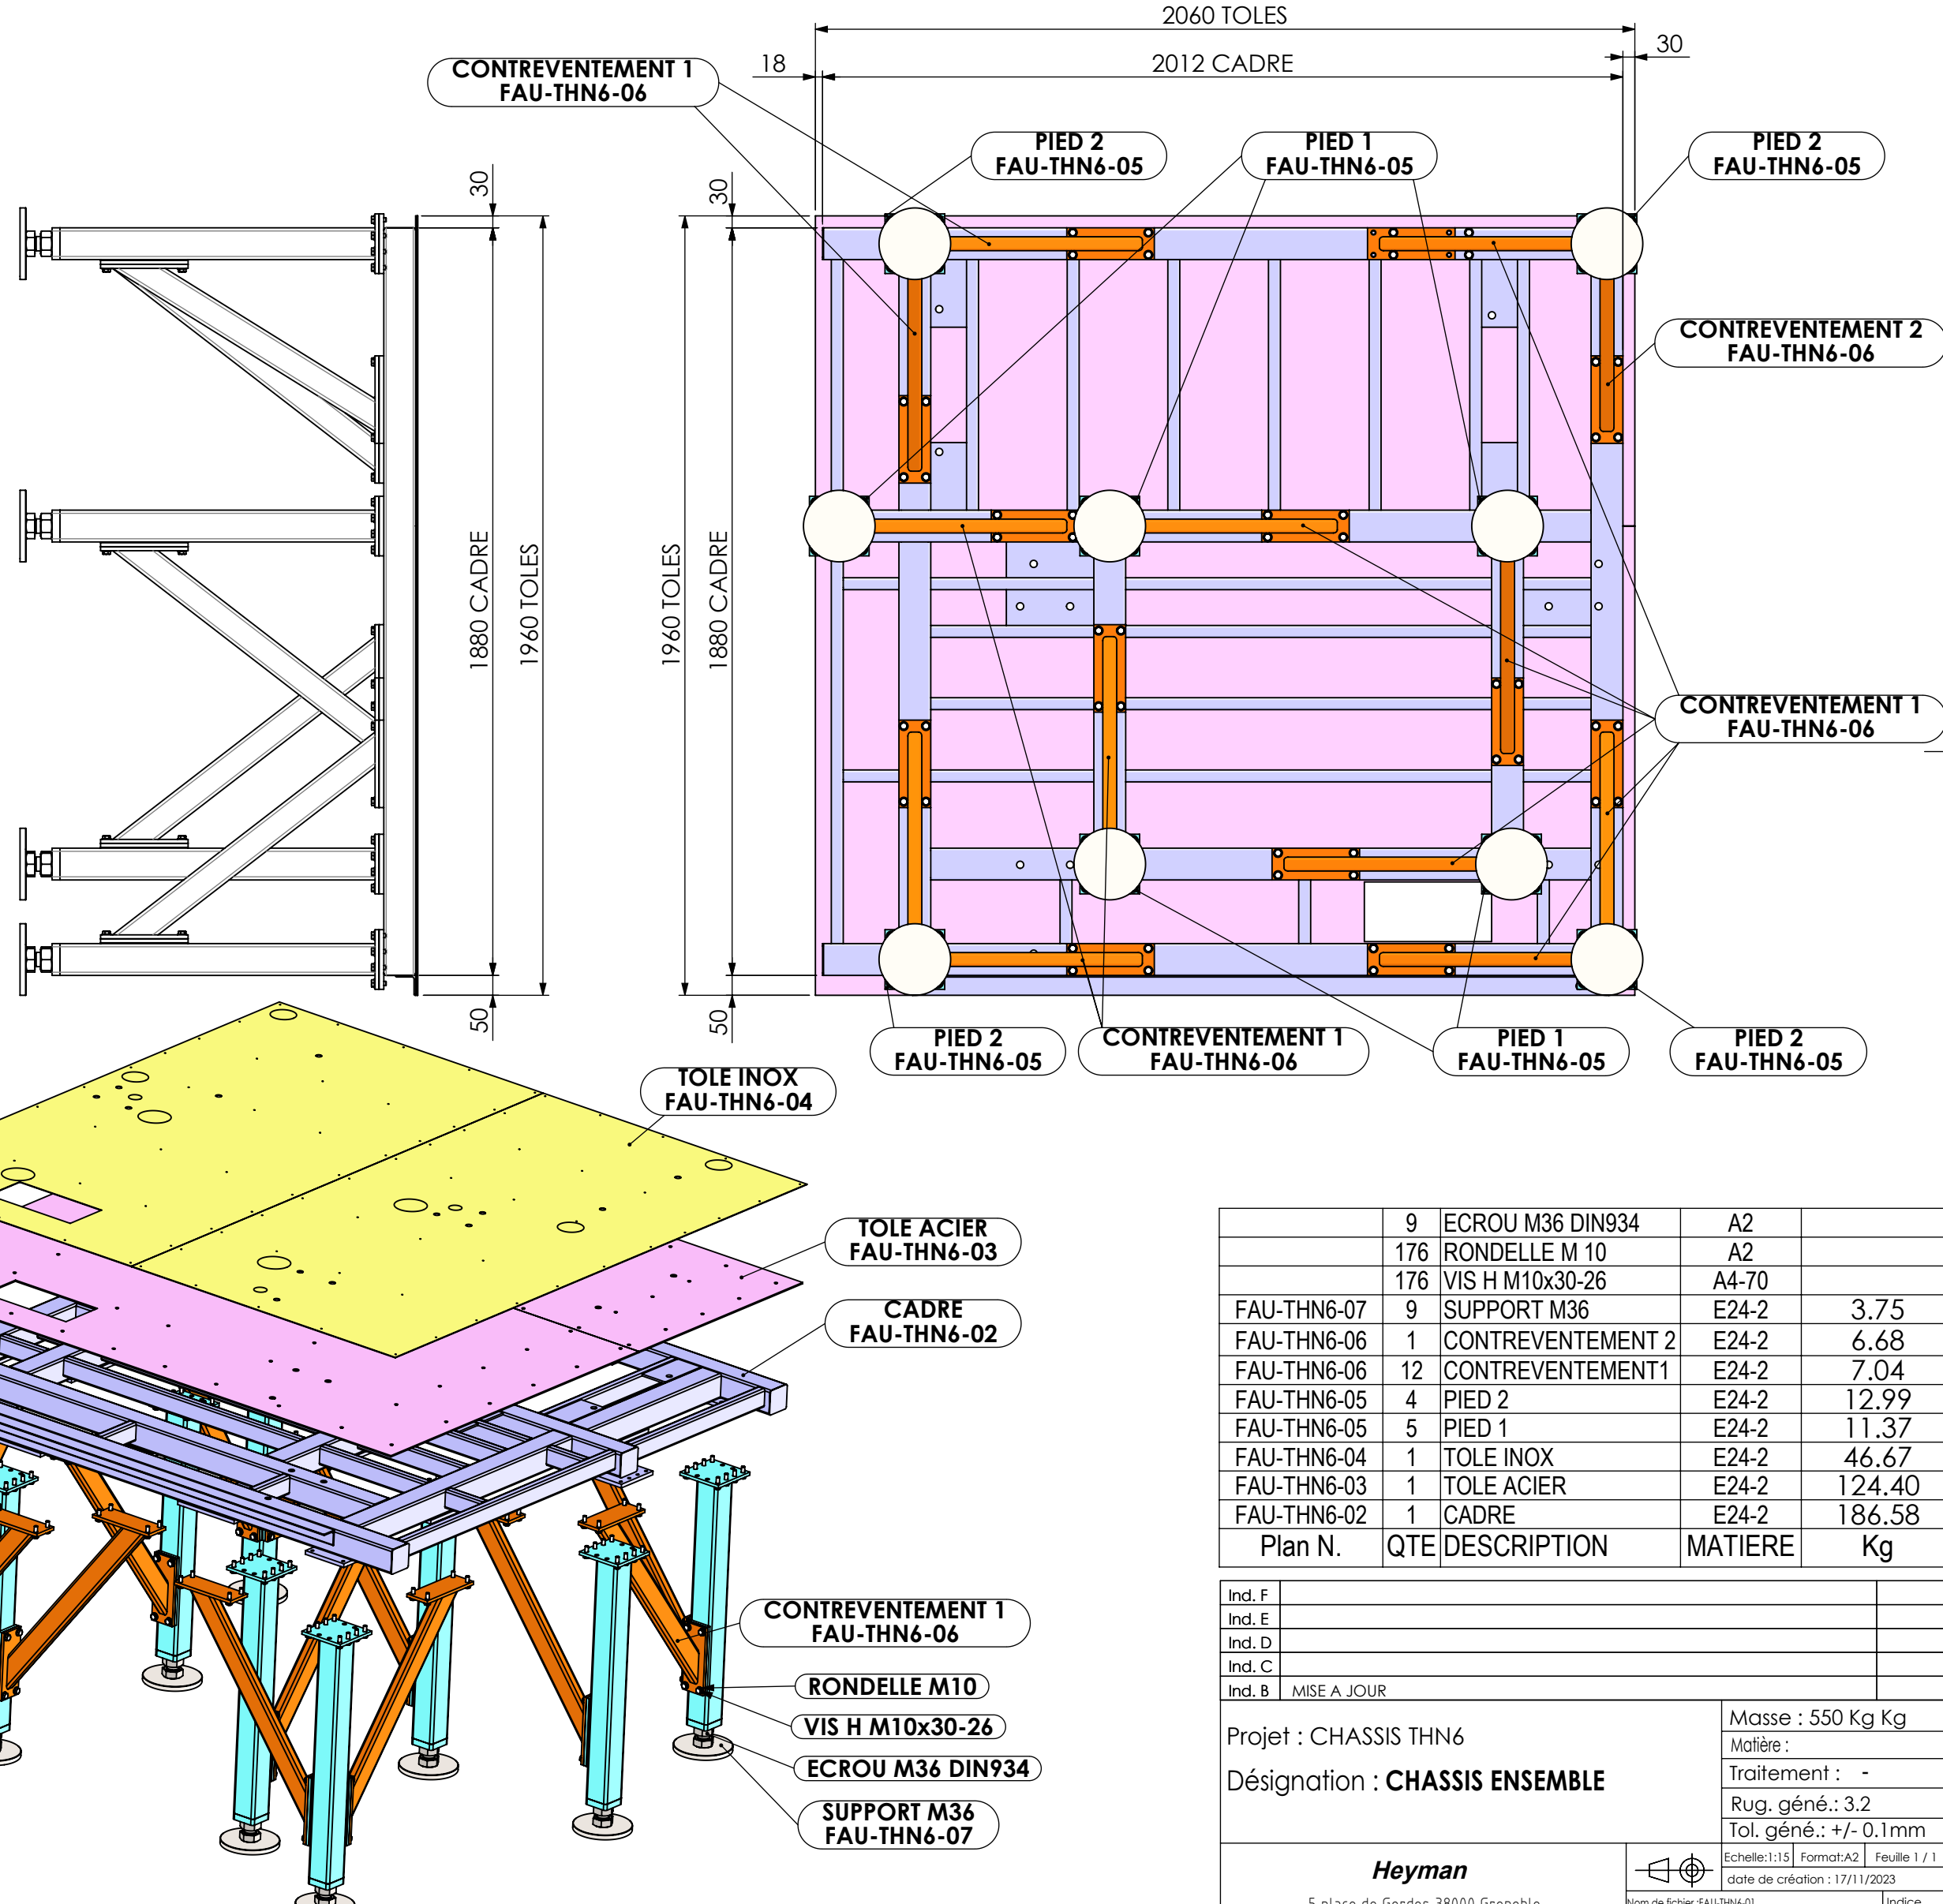 2060 TOLES
2012 CADRE
18
30
CONTREVENTEMENT 1
FAU-THN6-06
PIED 2
FAU-THN6-05
PIED 1
FAU-THN6-05
PIED 2
FAU-THN6-05
30
30
CONTREVENTEMENT 2
FAU-THN6-06
1880 CADRE
1960 TOLES
1960 TOLES
1880 CADRE
CONTREVENTEMENT 1
FAU-THN6-06
50
50
PIED 2
FAU-THN6-05
CONTREVENTEMENT 1
FAU-THN6-06
PIED 1
FAU-THN6-05
PIED 2
FAU-THN6-05
TOLE INOX
FAU-THN6-04
TOLE ACIER
FAU-THN6-03
CADRE
FAU-THN6-02
CONTREVENTEMENT 1
FAU-THN6-06
RONDELLE M10
VIS H M10x30-26
ECROU M36 DIN934
SUPPORT M36
FAU-THN6-07
9 ECROU M36 DIN934 A2
176 RONDELLE M 10 A2
176 VIS H M10x30-26 A4-70
FAU-THN6-07 9 SUPPORT M36 E24-2 3.75
FAU-THN6-06 1 CONTREVENTEMENT 2 E24-2 6.68
FAU-THN6-06 12 CONTREVENTEMENT1 E24-2 7.04
FAU-THN6-05 4 PIED 2 E24-2 12.99
FAU-THN6-05 5 PIED 1 E24-2 11.37
FAU-THN6-04 1 TOLE INOX E24-2 46.67
FAU-THN6-03 1 TOLE ACIER E24-2 124.40
FAU-THN6-02 1 CADRE E24-2 186.58
Plan N. QTE DESCRIPTION MATIERE Kg
Ind. F
Ind. E
Ind. D
Ind. C
Ind. B MISE A JOUR
Projet : CHASSIS THN6
Désignation : CHASSIS ENSEMBLE
Masse : 550 Kg Kg
Matière :
Traitement : -
Rug. géné.: 3.2
Tol. géné.: +/- 0.1mm
Echelle:1:15 Format:A2 Feuille 1 / 1
date de création : 17/11/2023
Heyman